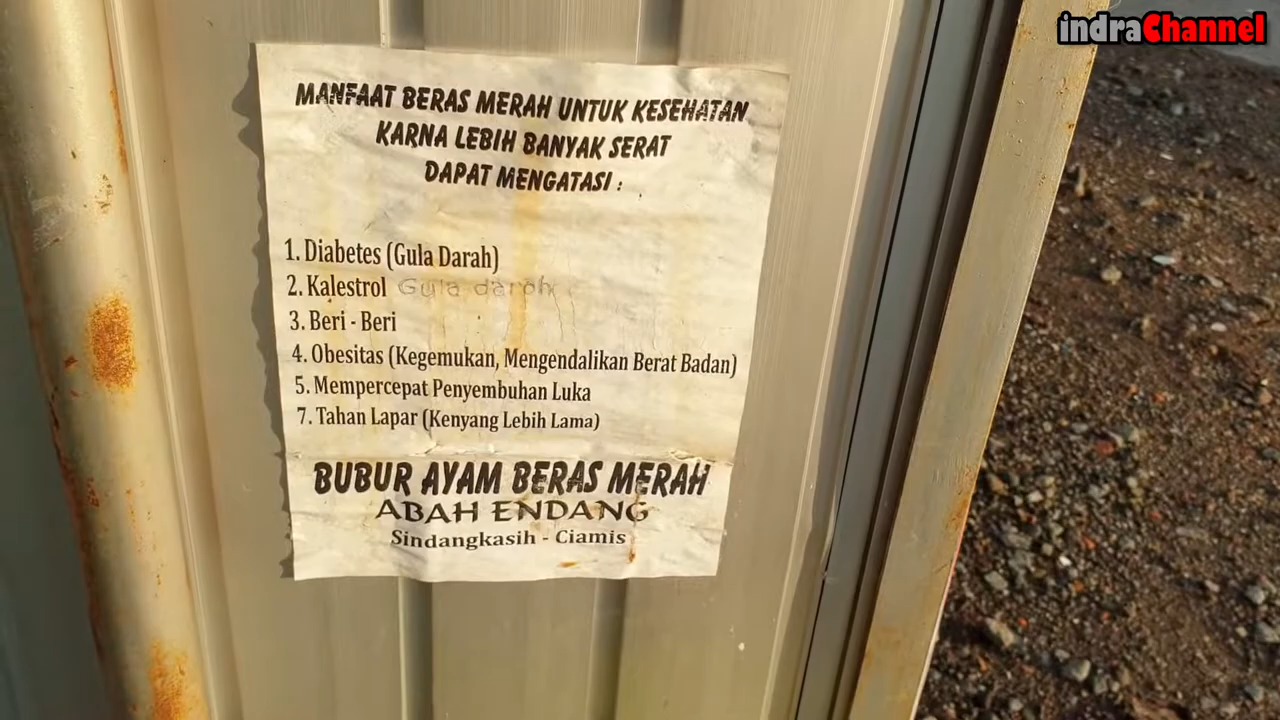 indraChannel
MANFAAT BERAS MERAH UNTUK KESEHATAN
KARNA LEBIH BANYAK SERAT
DAPAT MENGATASI :
1. Diabetes (Gula Darah)
2. Kalestrol Gula daroh
3. Beri - Beri
4. Obesitas (Kegemukan, Mengendalikan Berat Badan)
5. Mempercepat Penyembuhan Luka
7. Tahan Lapar (Kenyang Lebih Lama)
BUBUR AYAM BERAS MERAH
ABAH ENDANG
Sindangkasih - Ciamis